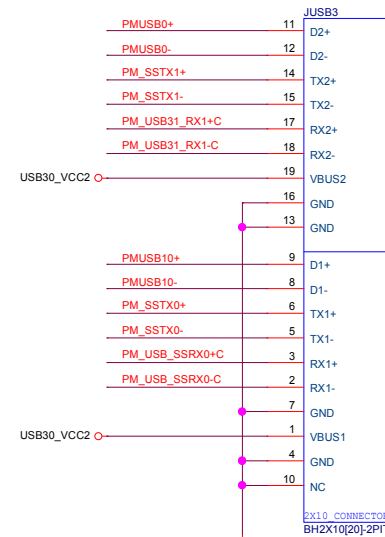 JUSB3
PMUSB0+ 11 D2+
PMUSB0- 12 D2-
PM_SSTX1+ 14 TX2+
PM_SSTX1- 15 TX2-
PM_USB31_RX1+C 17 RX2+
PM_USB31_RX1-C 18 RX2-
USB30_VCC2 19 VBUS2
16 GND
13 GND
PMUSB10+ 9 D1+
PMUSB10- 8 D1-
PM_SSTX0+ 6 TX1+
PM_SSTX0- 5 TX1-
PM_USB_SSRX0+C 3 RX1+
PM_USB_SSRX0-C 2 RX1-
7 GND
USB30_VCC2 1 VBUS1
4 GND
10 NC
2X10_CONNECTOR
BH2X10[20]-2PIT